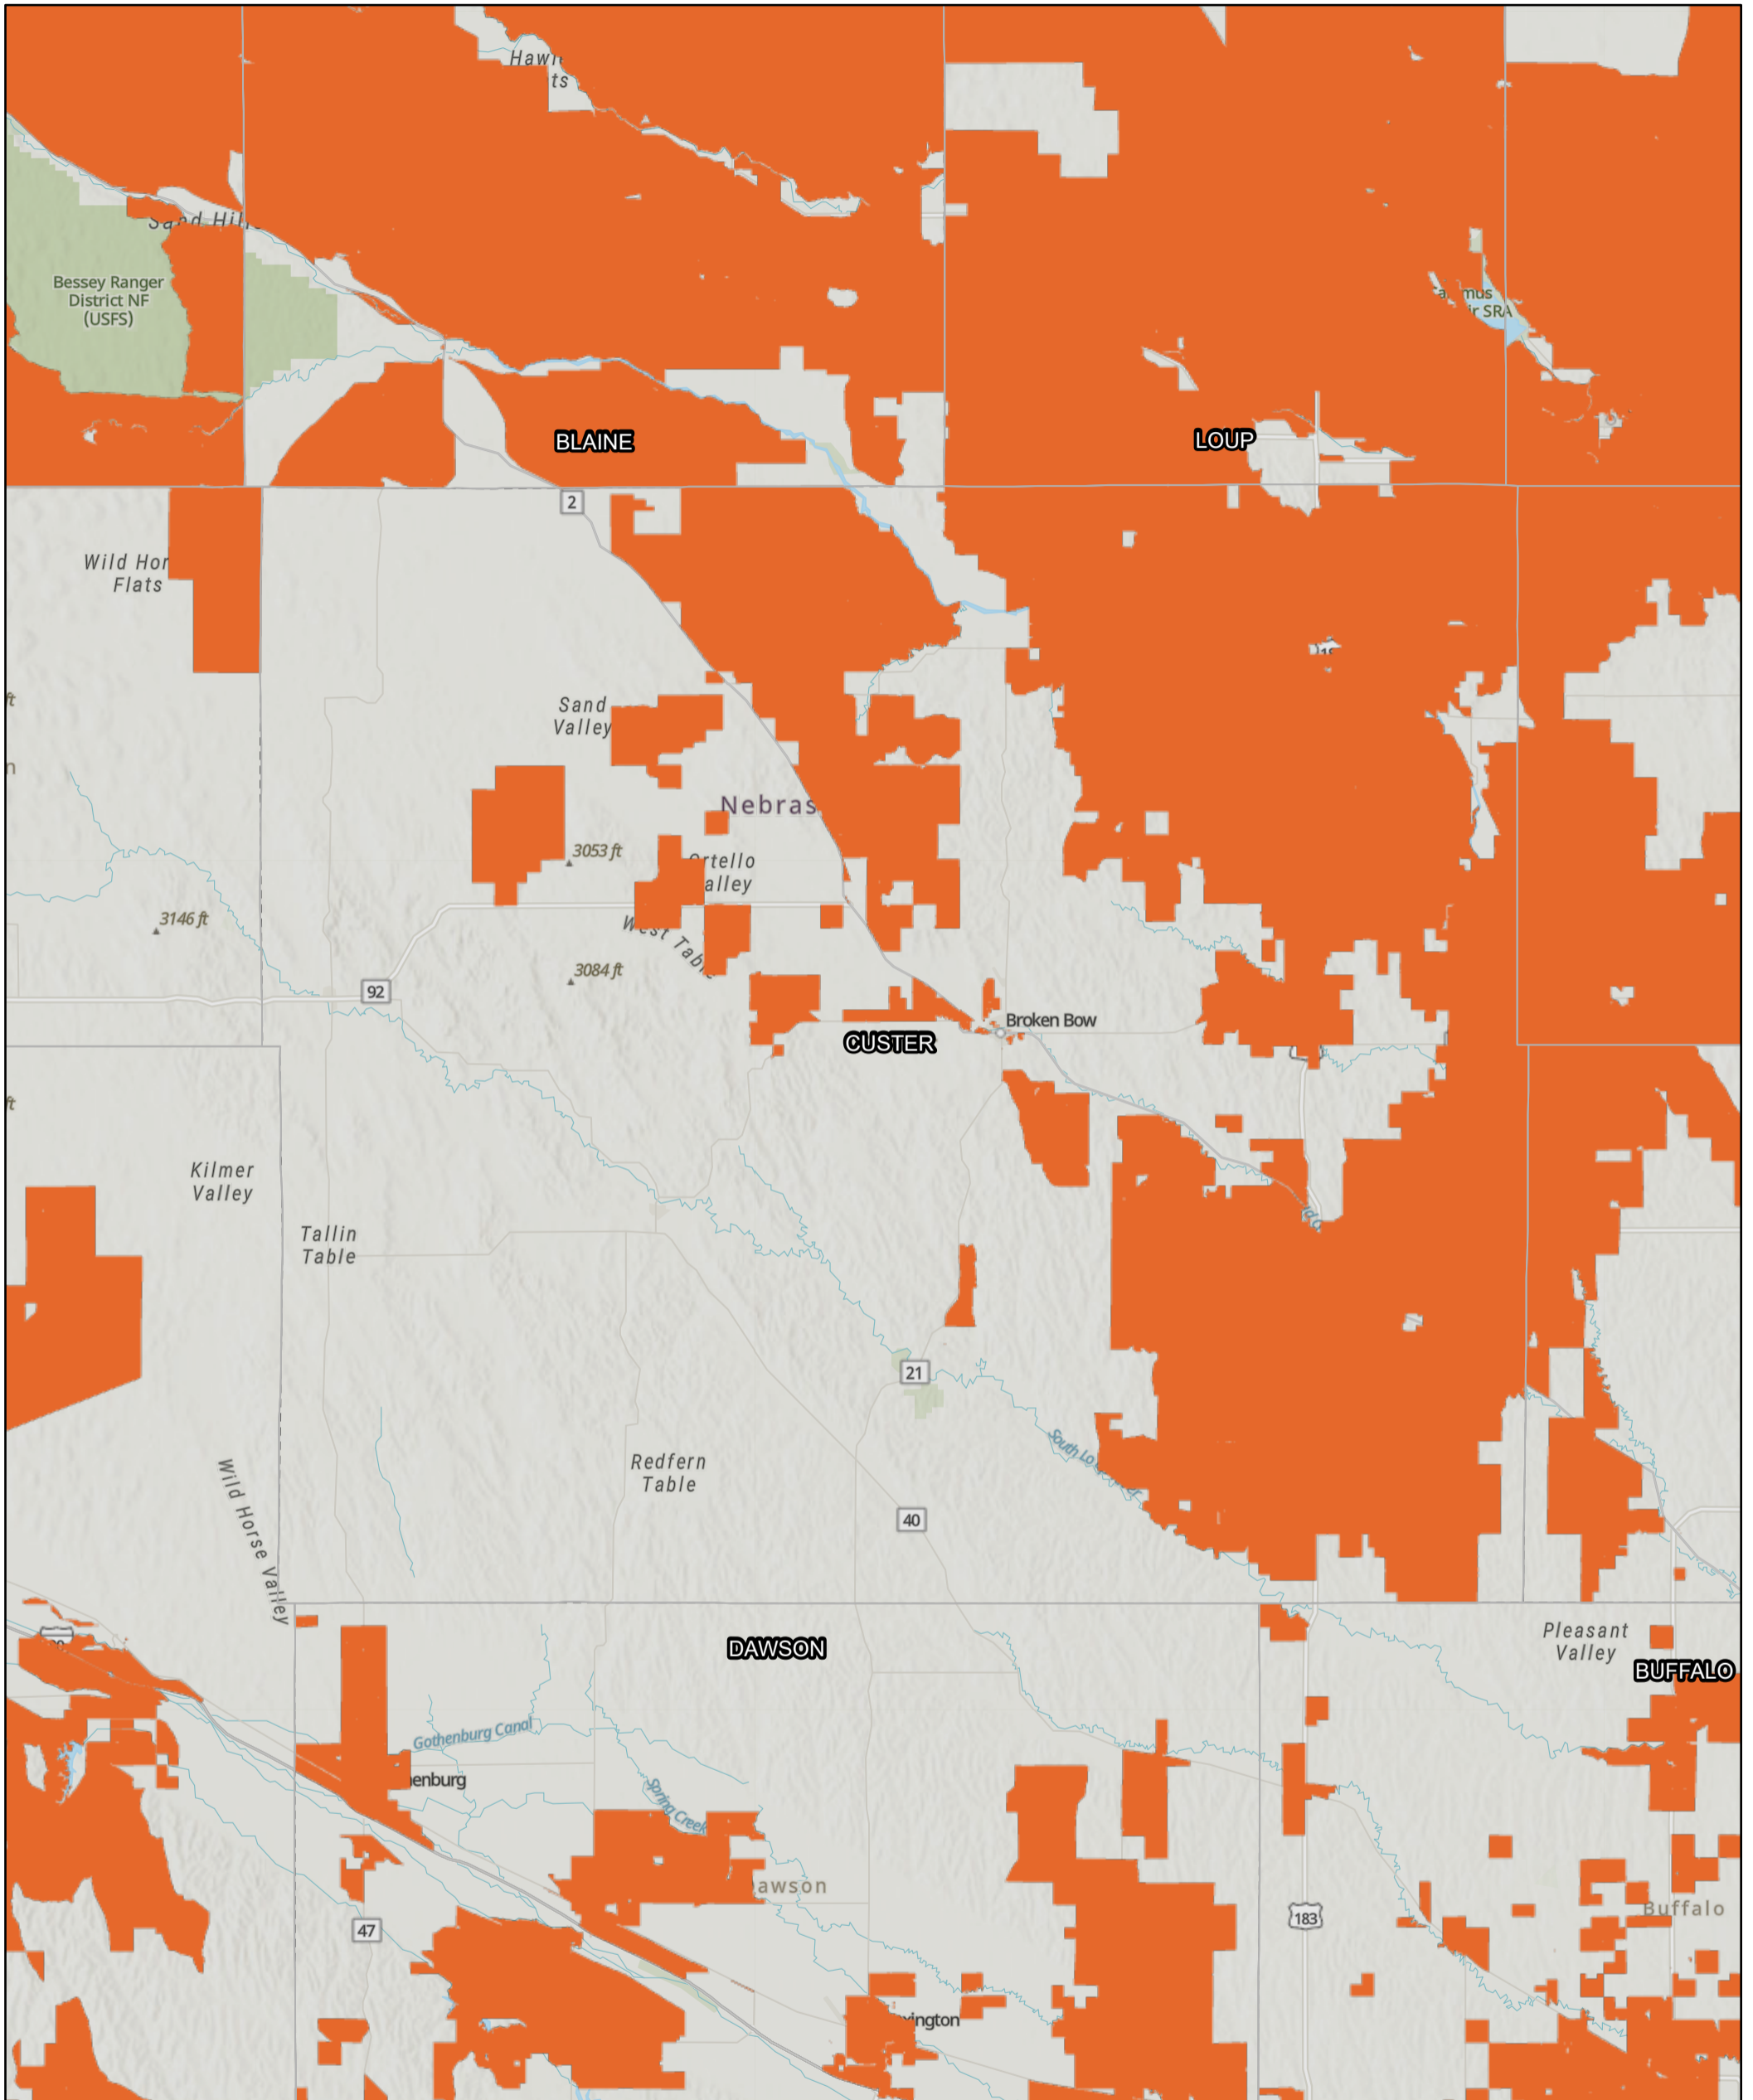 Bessey Ranger
District NF
(USFS)
BLAINE
LOUP
2
Wild Hor
Flats
Sand
Valley
Nebras
3053 ft
3146 ft
West Table
3084 ft
92
Broken Bow
CUSTER
Kilmer
Valley
Tallin
Table
21
Redfern
Table
Wild Horse Valley
40
DAWSON
Pleasant
Valley
BUFFALO
Gothenburg Canal
enburg
Spring Creek
awson
47
183
Buffalo
xington